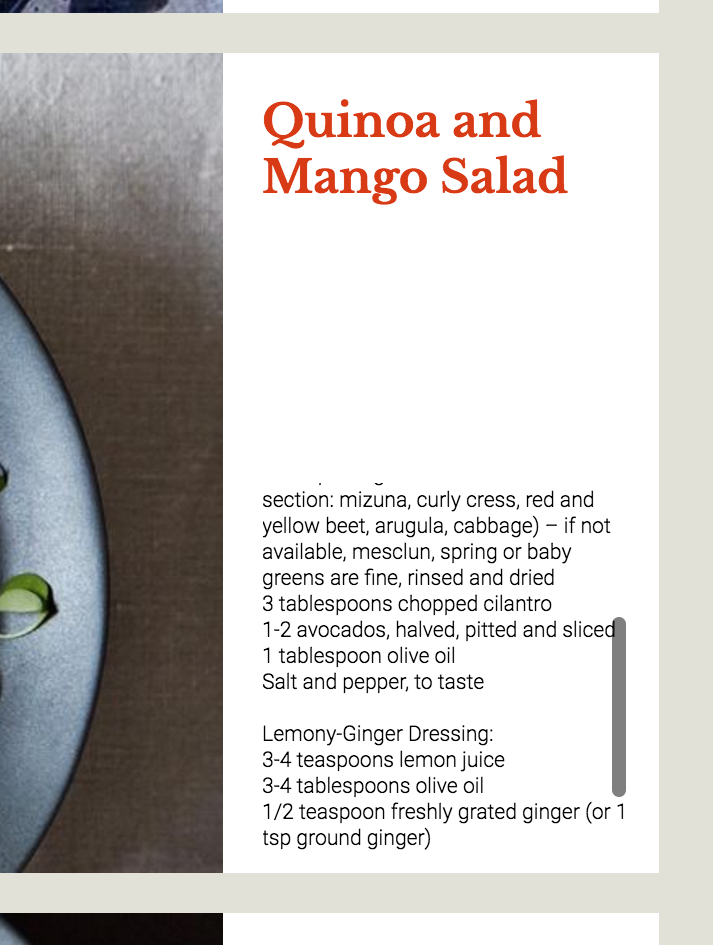 Quinoa and
Mango Salad
section: mizuna, curly cress, red and
yellow beet, arugula, cabbage) – if not
available, mesclun, spring or baby
greens are fine, rinsed and dried
3 tablespoons chopped cilantro
1-2 avocados, halved, pitted and sliced
1 tablespoon olive oil
Salt and pepper, to taste
Lemony-Ginger Dressing:
3-4 teaspoons lemon juice
3-4 tablespoons olive oil
1/2 teaspoon freshly grated ginger (or 1
tsp ground ginger)